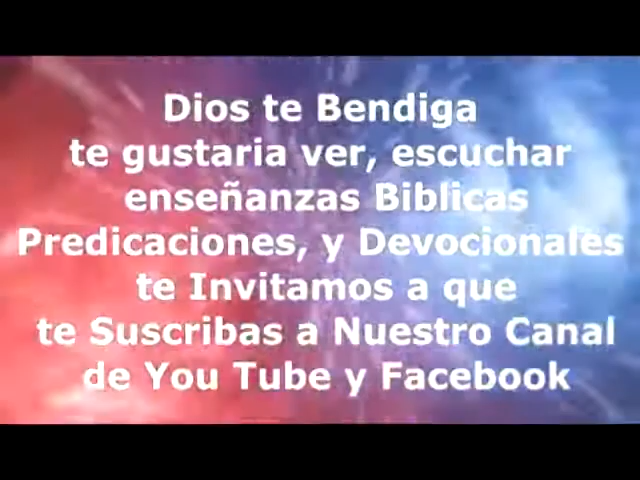 Dios te Bendiga
te gustaria ver, escuchar
enseñanzas Biblicas
Predicaciones, y Devocionales
te Invitamos a que
te Suscribas a Nuestro Canal
de You Tube y Facebook